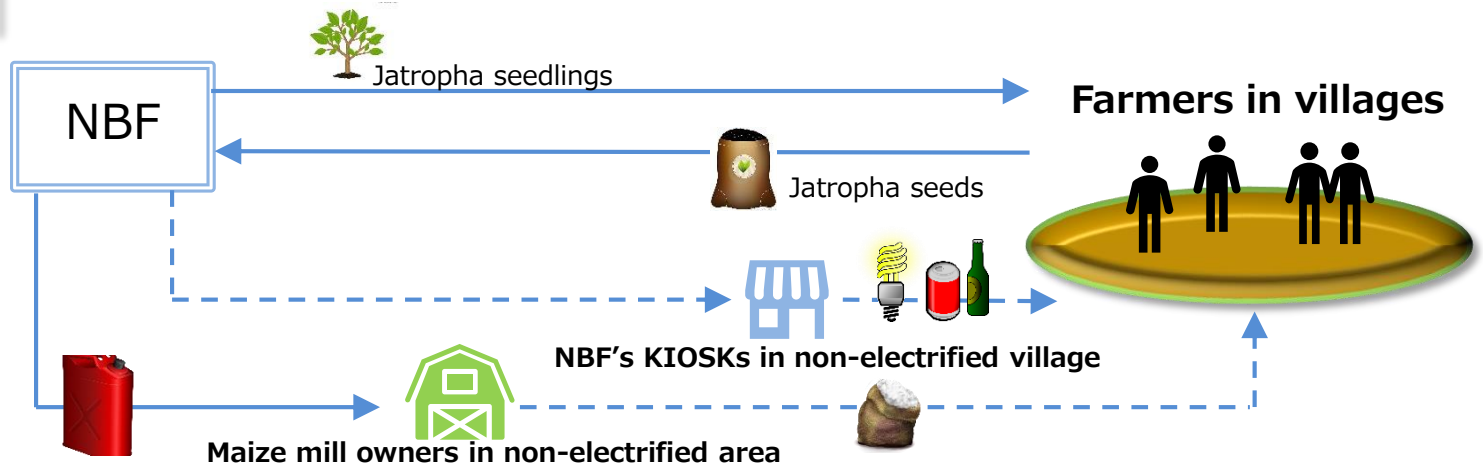 Jatropha seedlings
NBF
Farmers in villages
Jatropha seeds
NBF’s KIOSKs in non-electrified village
Maize mill owners in non-electrified area